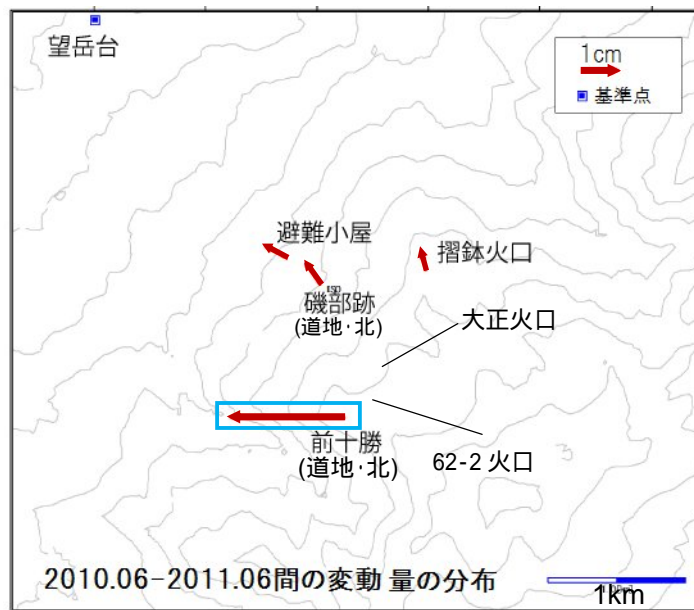 望岳台
1cm
基準点
避難小屋
摺鉢火口
磯部跡
(道地·北)
大正火口
前十勝
(道地·北)
62-2 火口
2010.06-2011.06間の変動 量の分布
1km